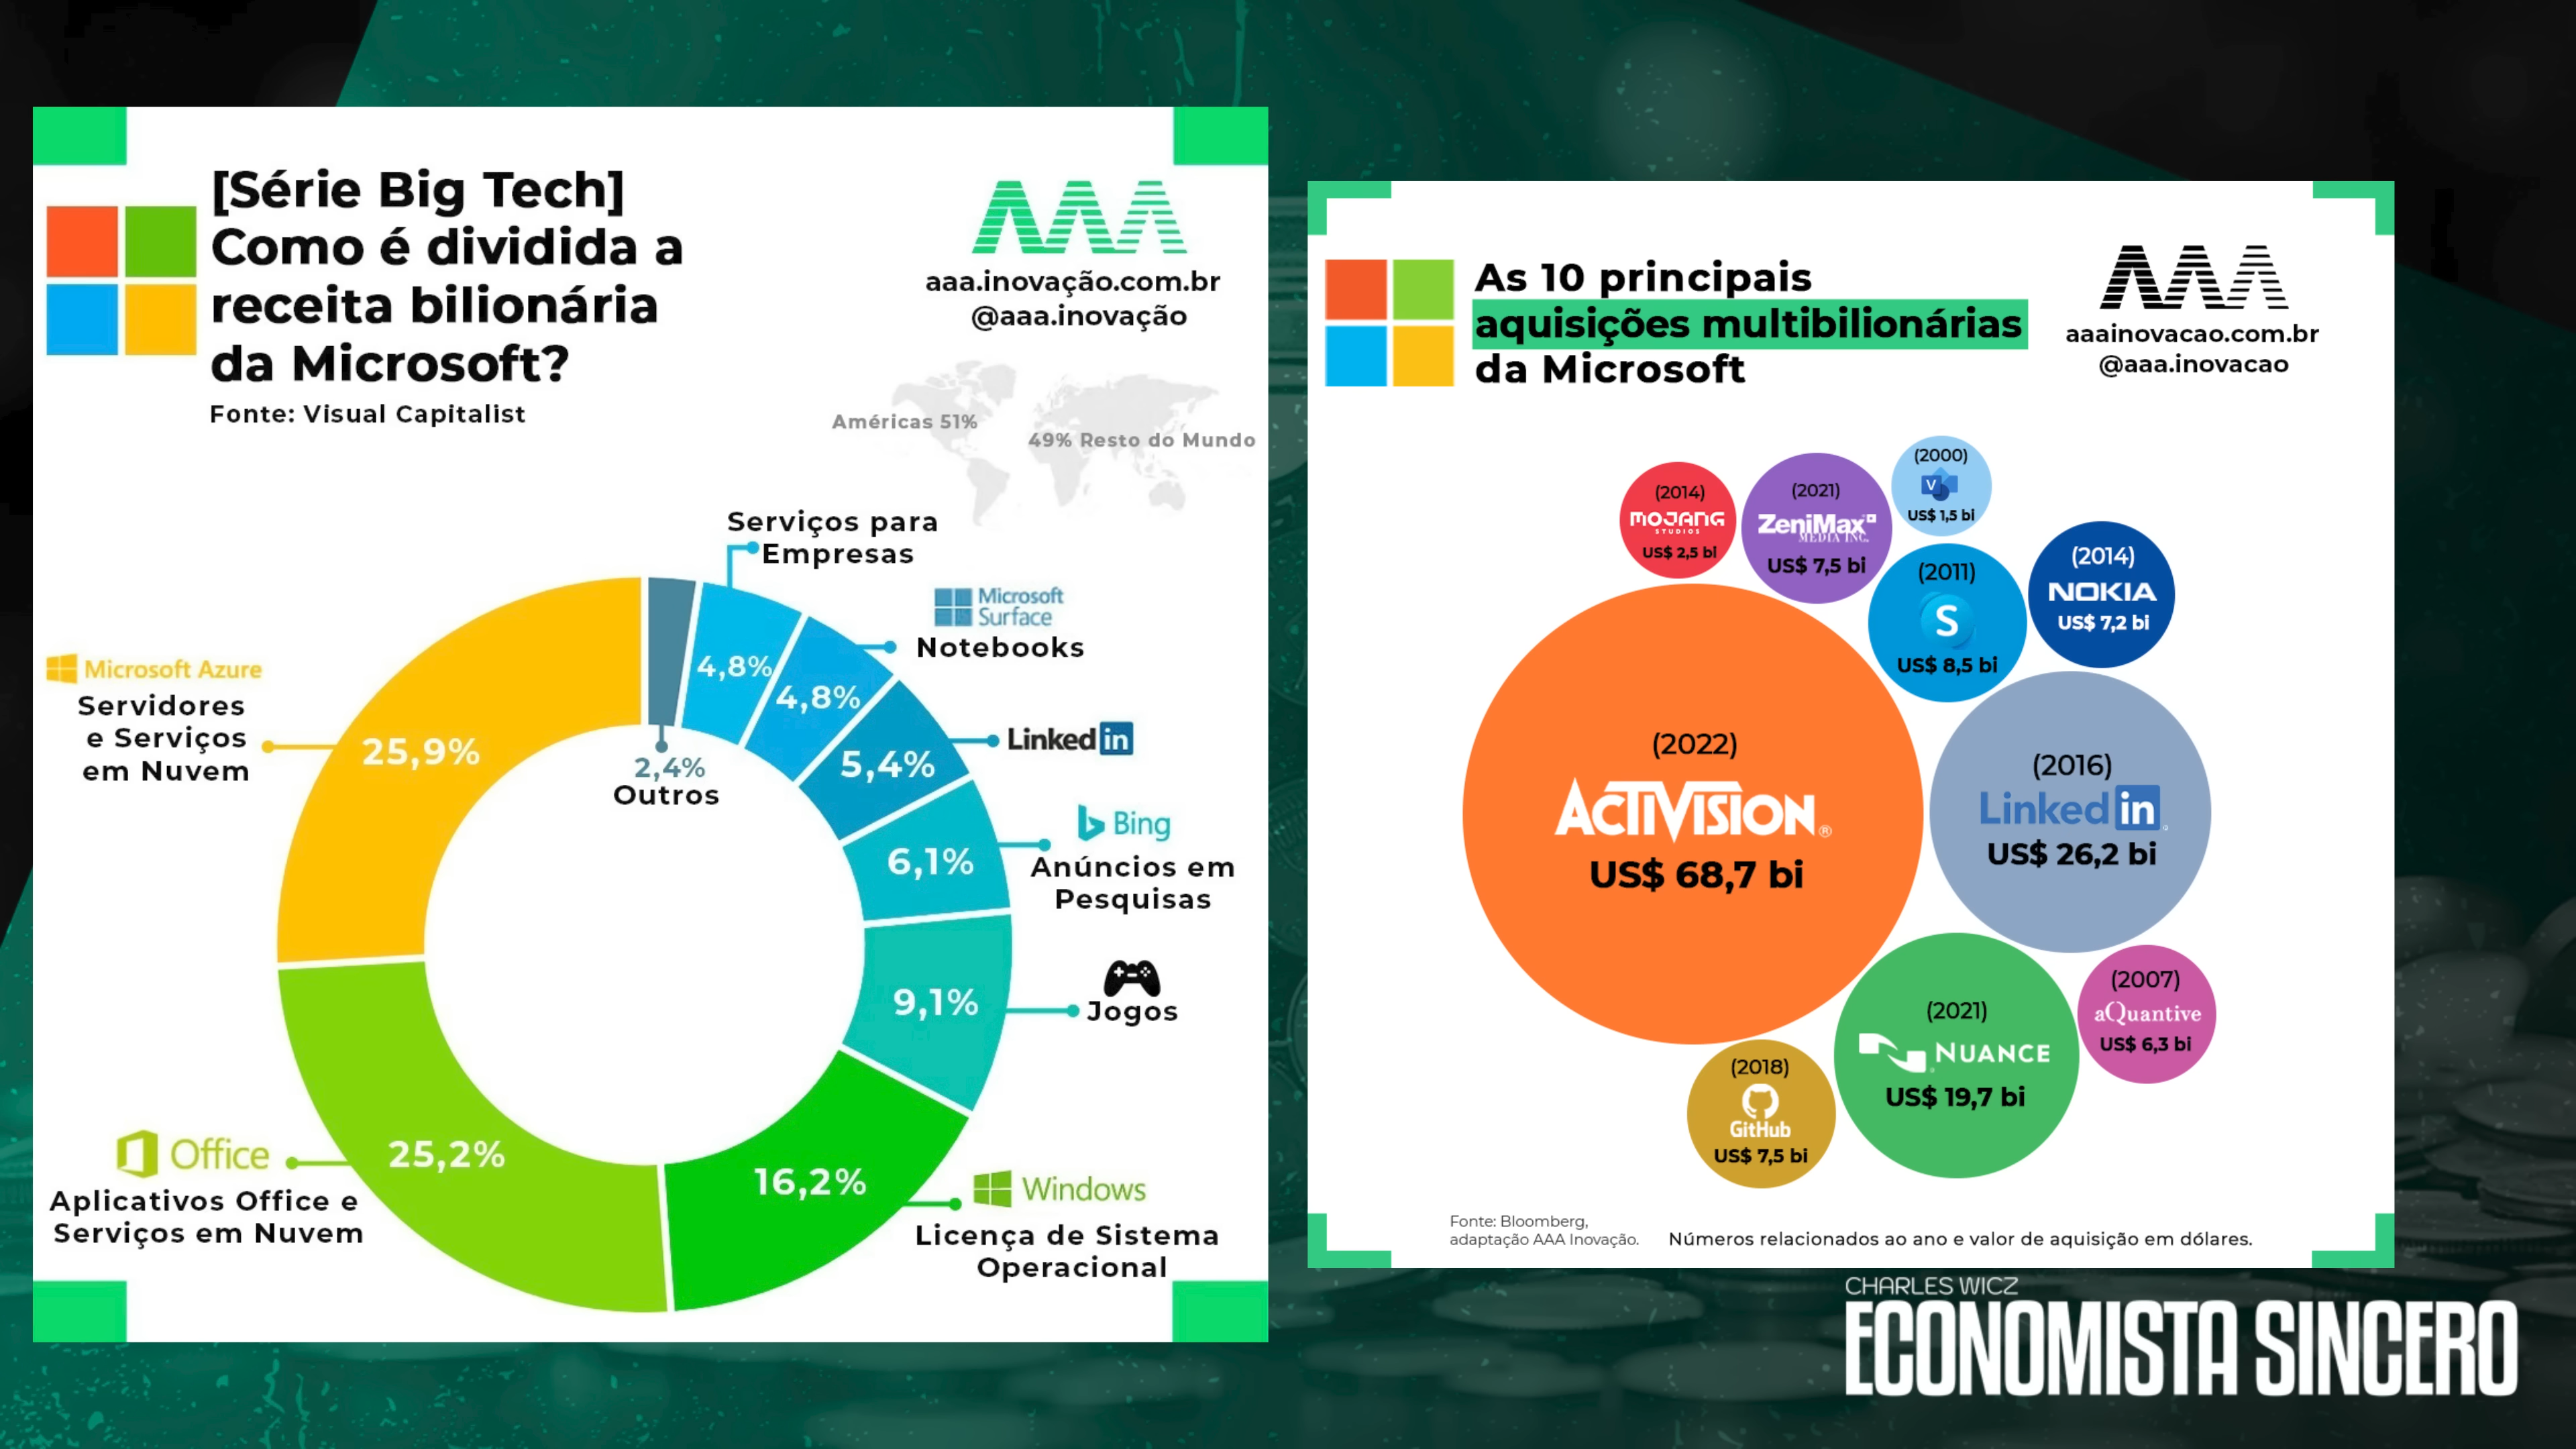 [Série Big Tech]
Como é dividida a
receita bilionária
da Microsoft?
Fonte: Visual Capitalist
aaa.inovação.com.br
@aaa.inovação
Américas 51%
49% Resto do Mundo
Serviços para
Empresas
Microsoft
Surface
Notebooks
Linkedin
Bing
Anúncios em
Pesquisas
Jogos
Windows
Licença de Sistema
Operacional
Office
Aplicativos Office e
Serviços em Nuvem
Microsoft Azure
Servidores
e Serviços
em Nuvem
25,9%
2,4%
Outros
4,8%
4,8%
5,4%
6,1%
9,1%
16,2%
25,2%
As 10 principais
aquisições multibilionárias
da Microsoft
aaainovacao.com.br
@aaa.inovacao
(2014)
MOJANG
STUDIOS
US$ 2,5 bi
(2021)
ZeniMax
MEDIA INC.
US$ 7,5 bi
(2000)
V
US$ 1,5 bi
(2011)
S
US$ 8,5 bi
(2014)
NOKIA
US$ 7,2 bi
(2022)
ACTIVISION®
US$ 68,7 bi
(2016)
Linkedin
US$ 26,2 bi
(2021)
NUANCE
US$ 19,7 bi
(2007)
aQuantive
US$ 6,3 bi
(2018)
GitHub
US$ 7,5 bi
Fonte: Bloomberg,
adaptação AAA Inovação.
Números relacionados ao ano e valor de aquisição em dólares.
CHARLES WICZ
ECONOMISTA SINCERO